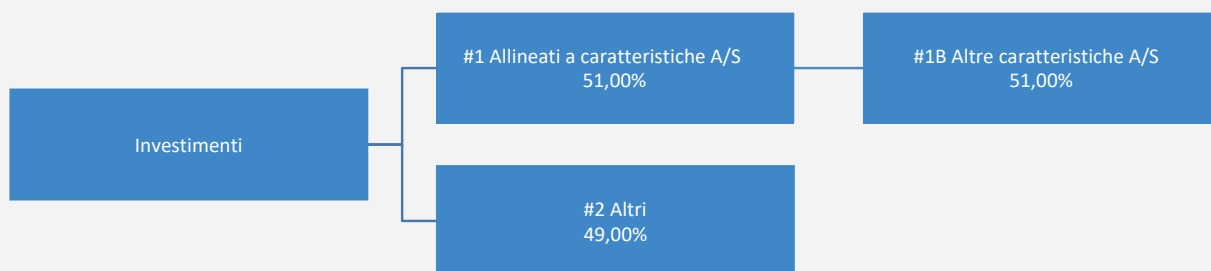 #1 Allineati a caratteristiche A/S
51,00%
#1B Altre caratteristiche A/S
51,00%
Investimenti
#2 Altri
49,00%